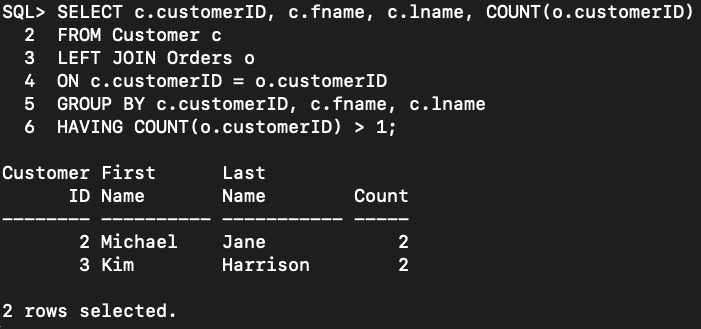 SQL> SELECT c.customerID, c.fname, c.lname, COUNT(o.customerID)
  2  FROM Customer c
  3  LEFT JOIN Orders o
  4  ON c.customerID = o.customerID
  5  GROUP BY c.customerID, c.fname, c.lname
  6  HAVING COUNT(o.customerID) > 1;

Customer First      Last
      ID Name       Name        Count
-------- ---------- ----------- -----
       2 Michael    Jane            2
       3 Kim        Harrison        2

2 rows selected.